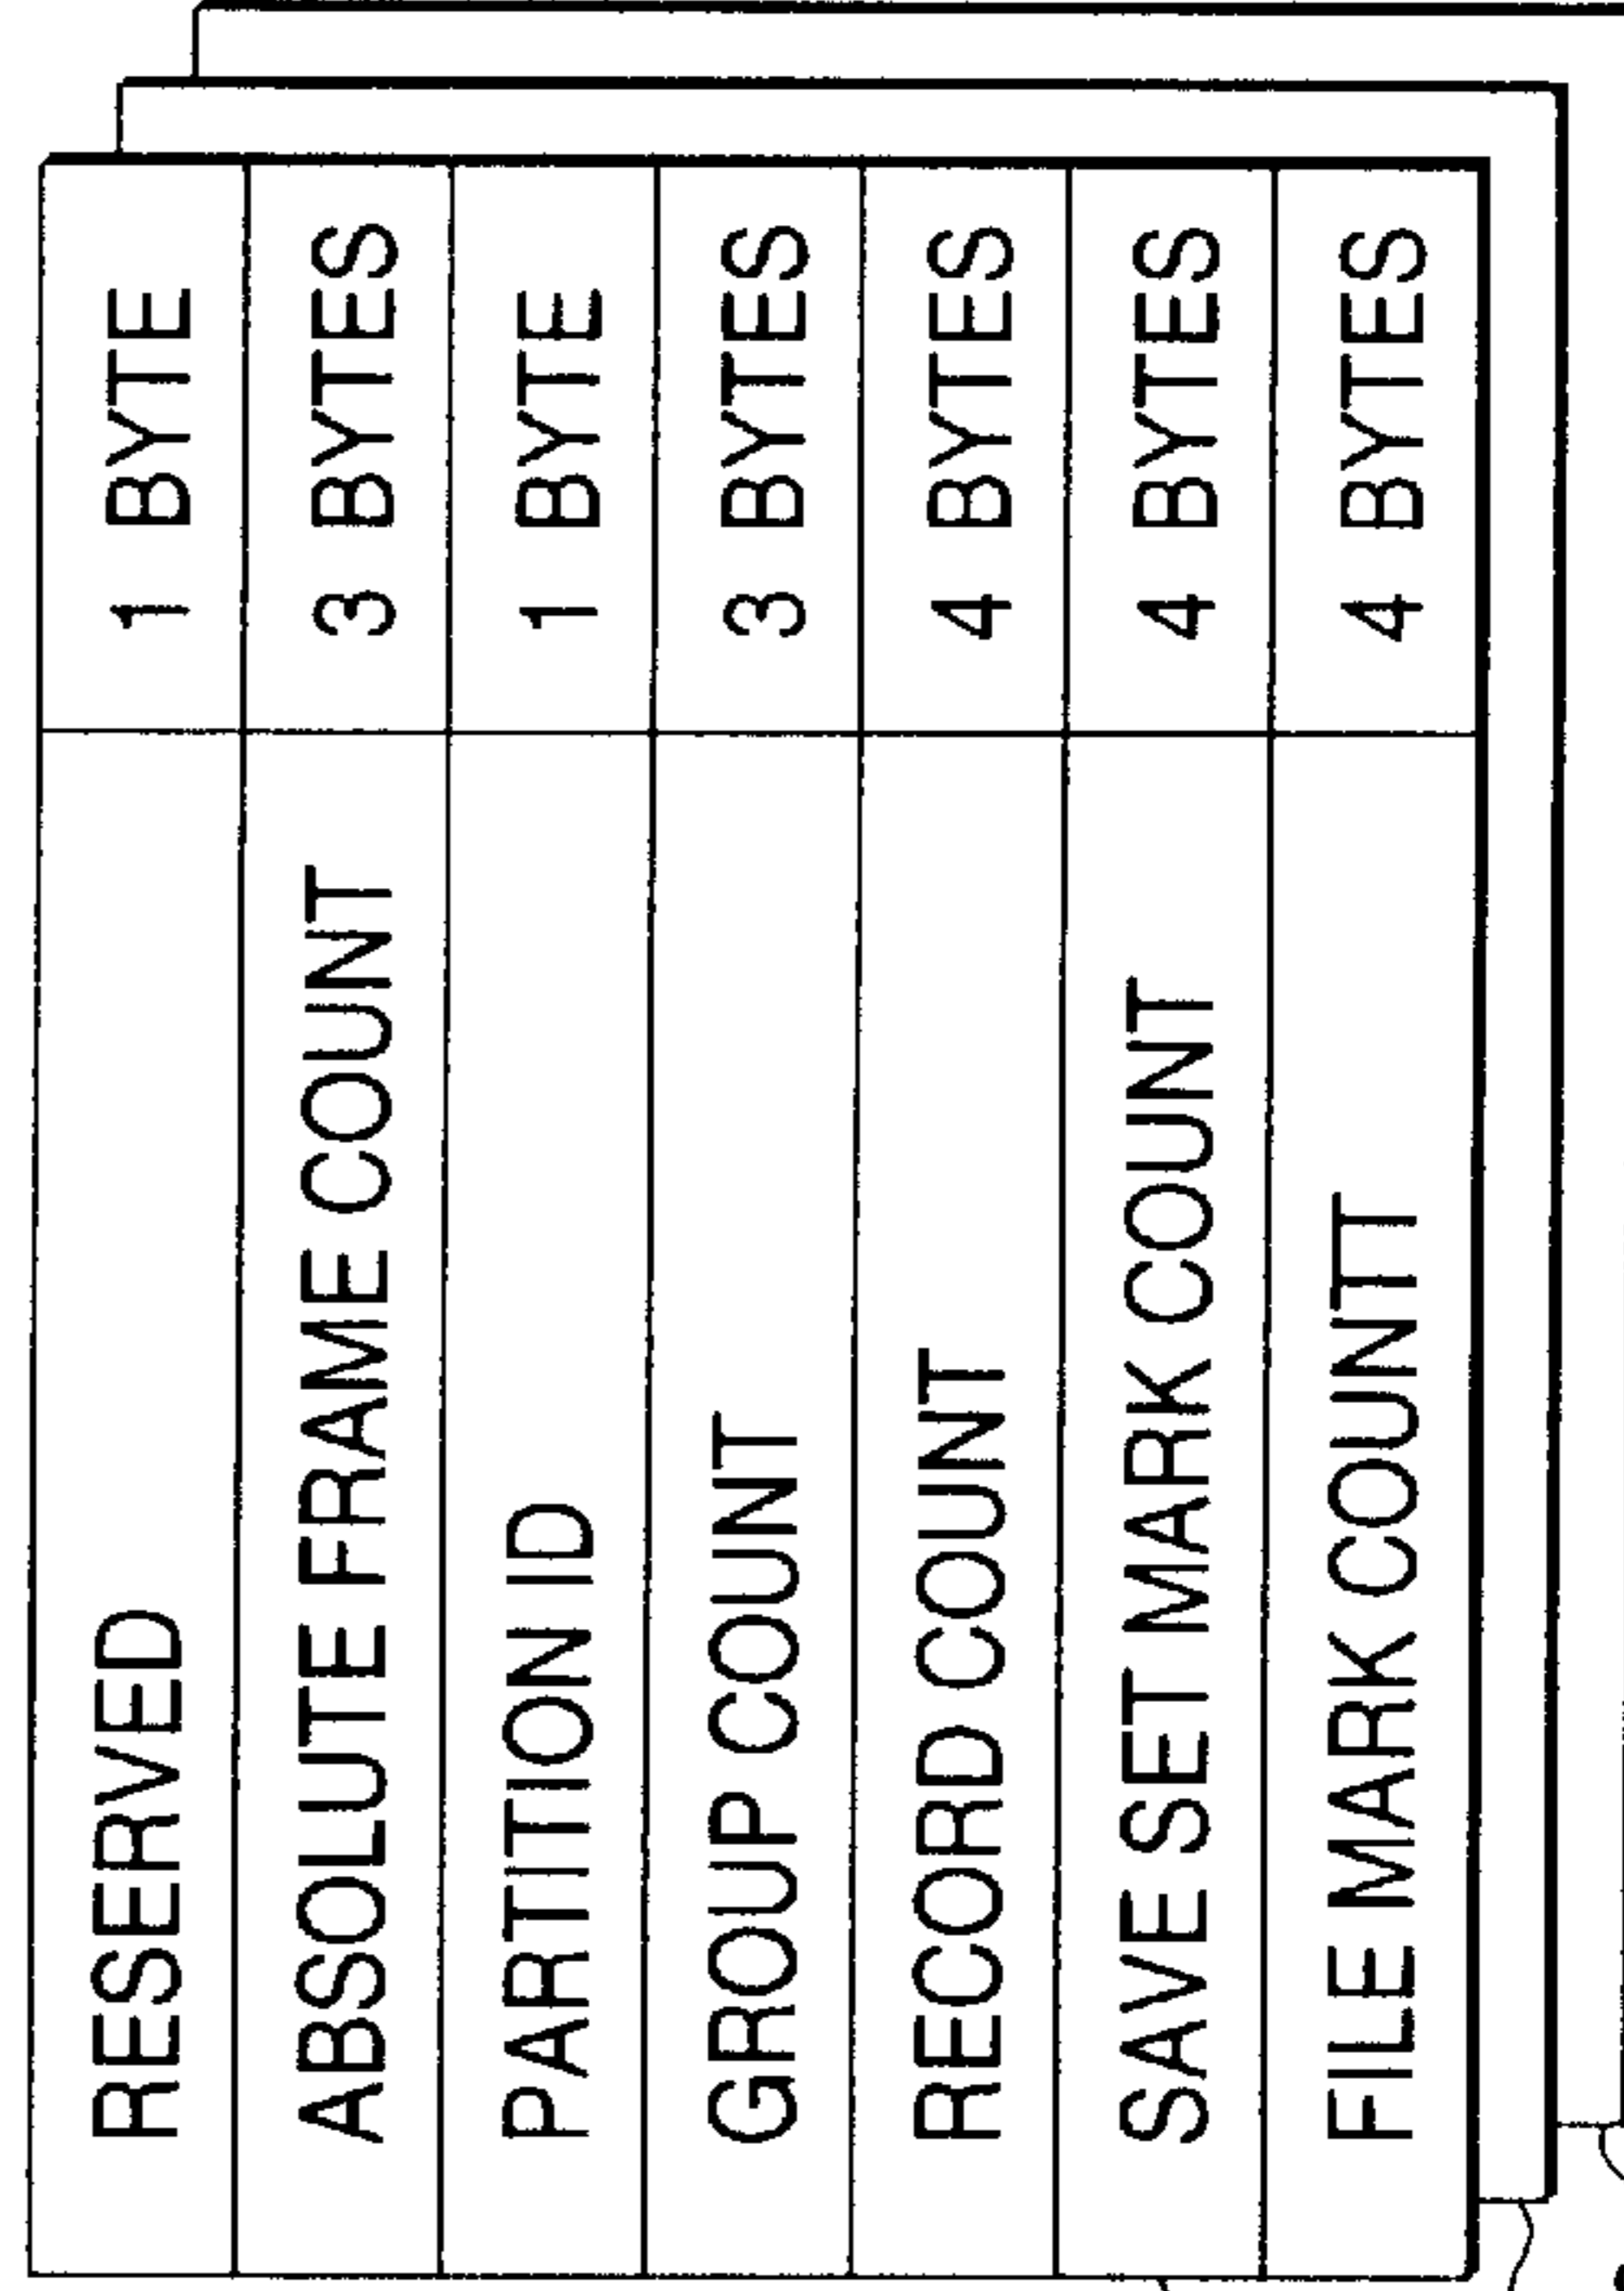 RESERVED 1 BYTE
ABSOLUTE FRAME COUNT 3 BYTES
PARTITION ID 1 BYTE
GROUP COUNT 3 BYTES
RECORD COUNT 4 BYTES
SAVE SET MARK COUNT 4 BYTES
FILE MARK COUNTT 4 BYTES